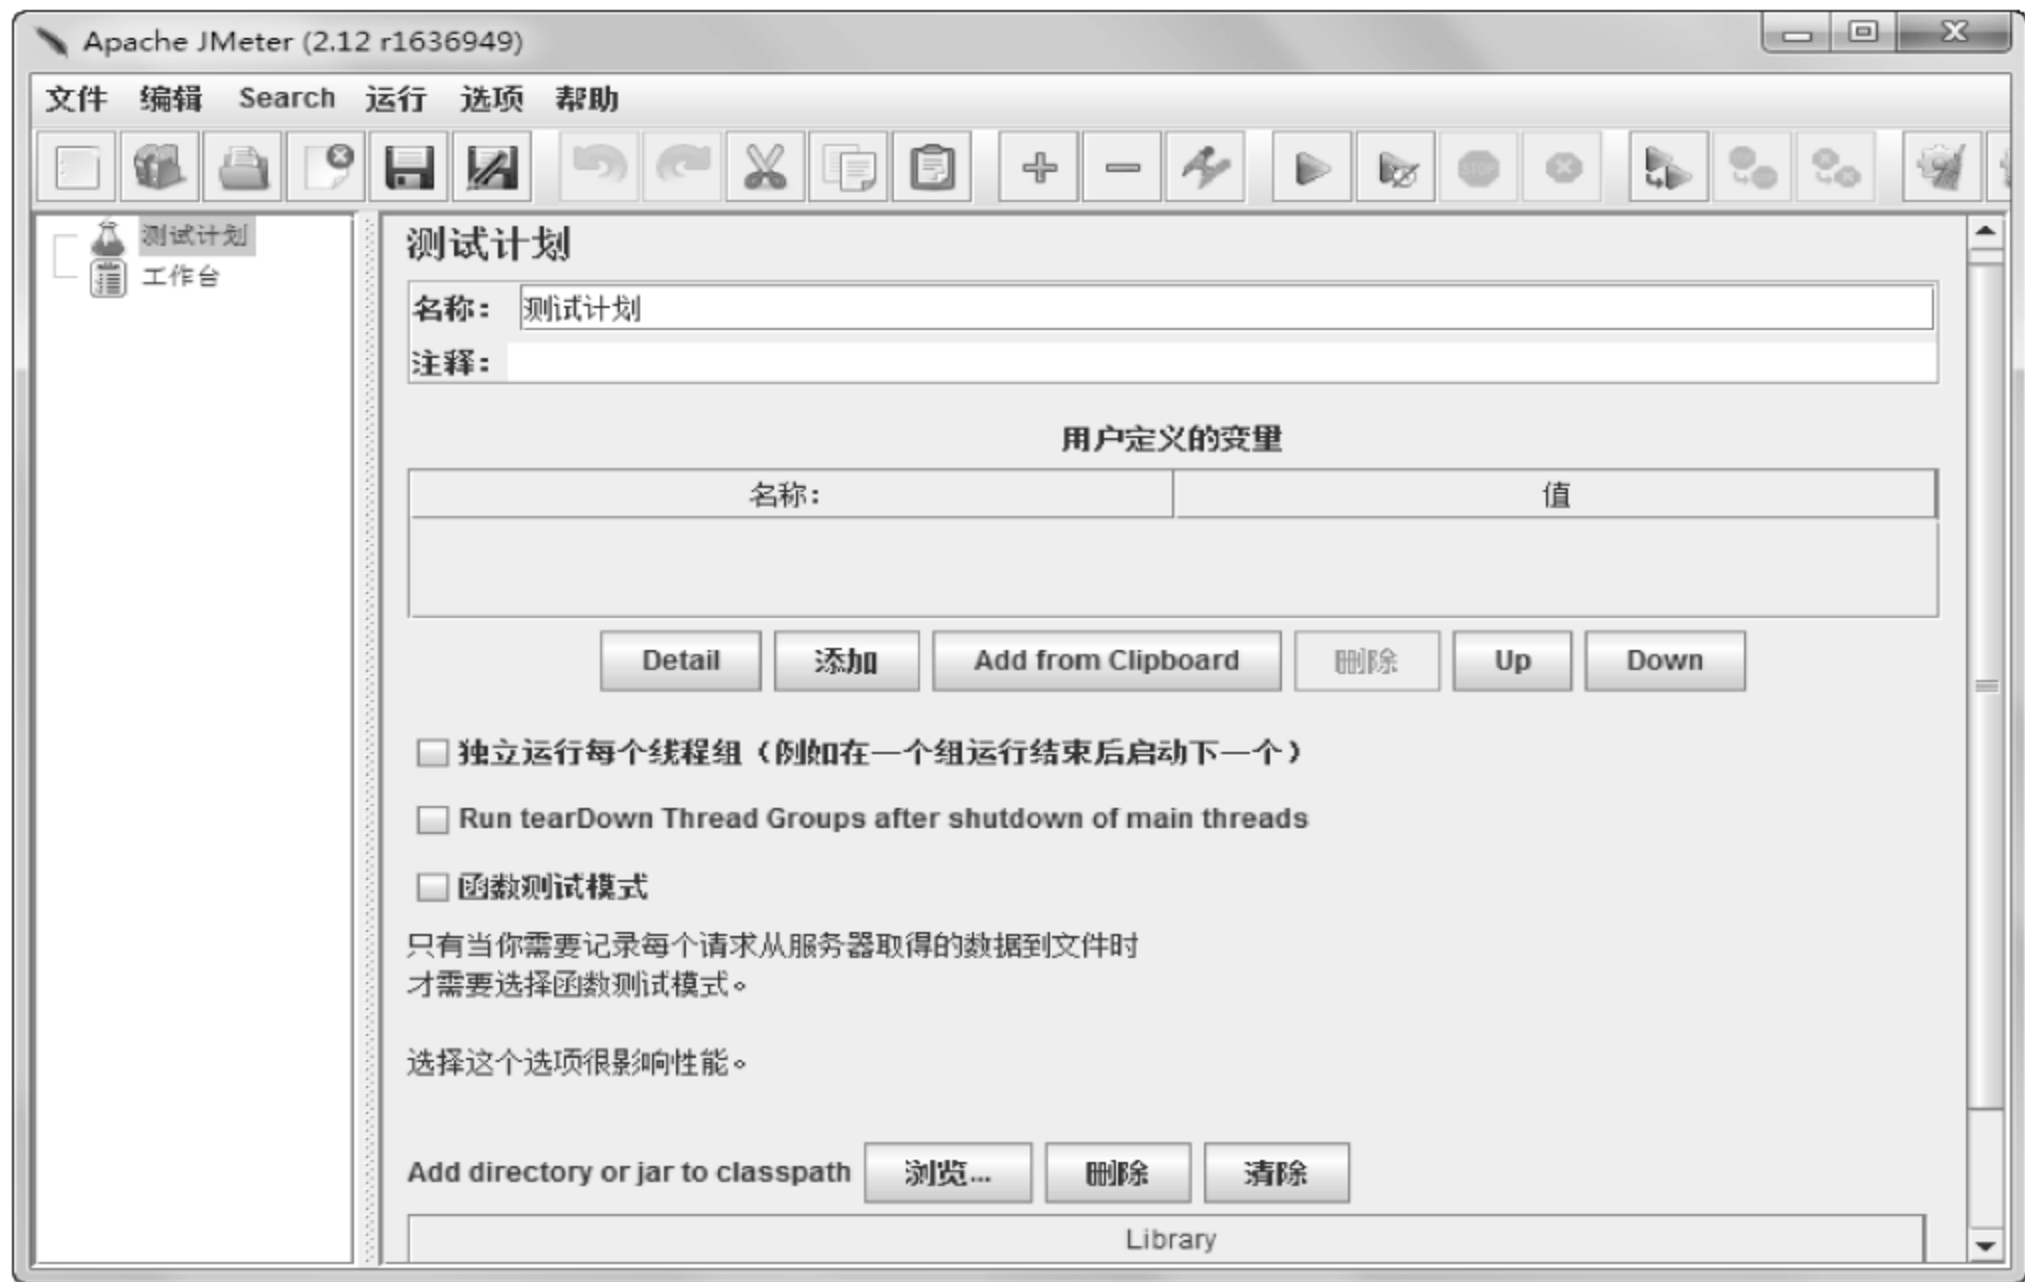 Apache JMeter (2.12 r1636949)
文件 编辑 Search 运行 选项 帮助
STOP
测试计划
工作台
测试计划
名称： 测试计划
注释：
用户定义的变量
名称： 值
Detail 添加 Add from Clipboard 删除 Up Down
独立运行每个线程组（例如在一个组运行结束后启动下一个）
Run tearDown Thread Groups after shutdown of main threads
函数测试模式
只有当你需要记录每个请求从服务器取得的数据到文件时
才需要选择函数测试模式。
选择这个选项很影响性能。
Add directory or jar to classpath 浏览... 删除 清除
Library